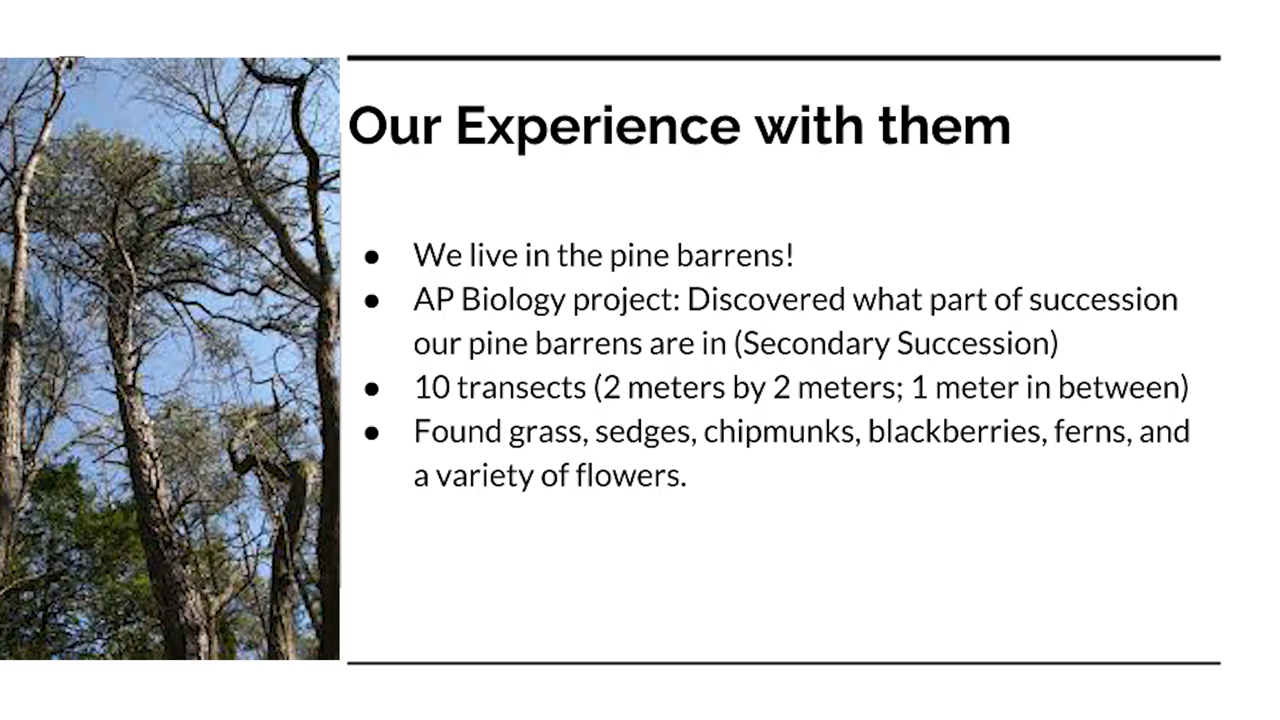 Our Experience with them
● We live in the pine barrens!
● AP Biology project: Discovered what part of succession
our pine barrens are in (Secondary Succession)
● 10 transects (2 meters by 2 meters; 1 meter in between)
● Found grass, sedges, chipmunks, blackberries, ferns, and
a variety of flowers.